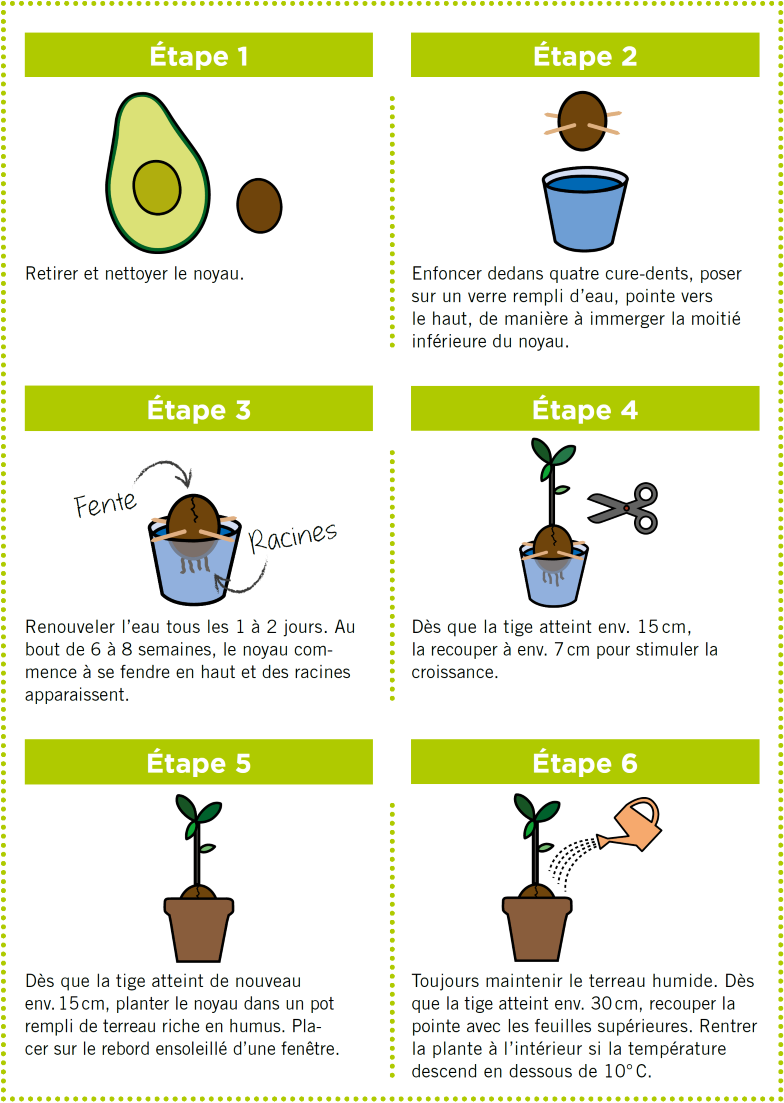 Étape 1
Retirer et nettoyer le noyau.
Étape 2
Enfoncer dedans quatre cure-dents, poser
sur un verre rempli d’eau, pointe vers
le haut, de manière à immerger la moitié
inférieure du noyau.
Étape 3
Fente
Racines
Renouveler l’eau tous les 1 à 2 jours. Au
bout de 6 à 8 semaines, le noyau com-
mence à se fendre en haut et des racines
apparaissent.
Étape 4
Dès que la tige atteint env. 15 cm,
la recouper à env. 7 cm pour stimuler la
croissance.
Étape 5
Dès que la tige atteint de nouveau
env. 15 cm, planter le noyau dans un pot
rempli de terreau riche en humus. Pla-
cer sur le rebord ensoleillé d’une fenêtre.
Étape 6
Toujours maintenir le terreau humide. Dès
que la tige atteint env. 30 cm, recouper la
pointe avec les feuilles supérieures. Rentrer
la plante à l’intérieur si la température
descend en dessous de 10° C.